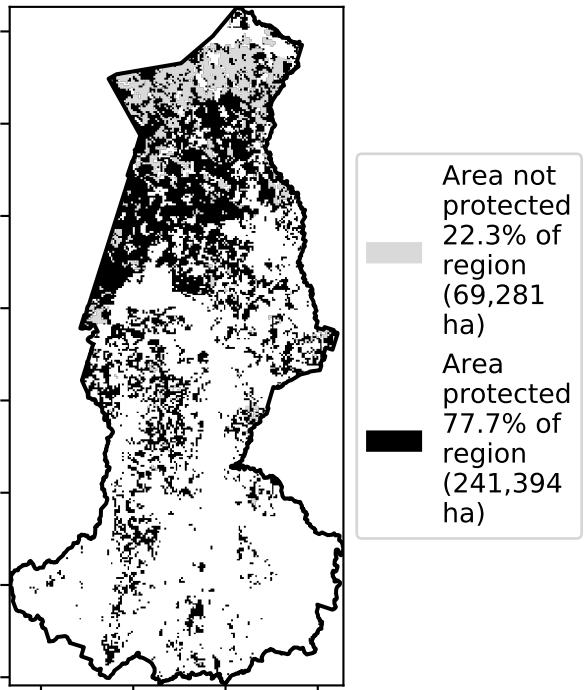 Area not
protected
22.3% of
region
(69,281
ha)
Area
protected
77.7% of
region
(241,394
ha)